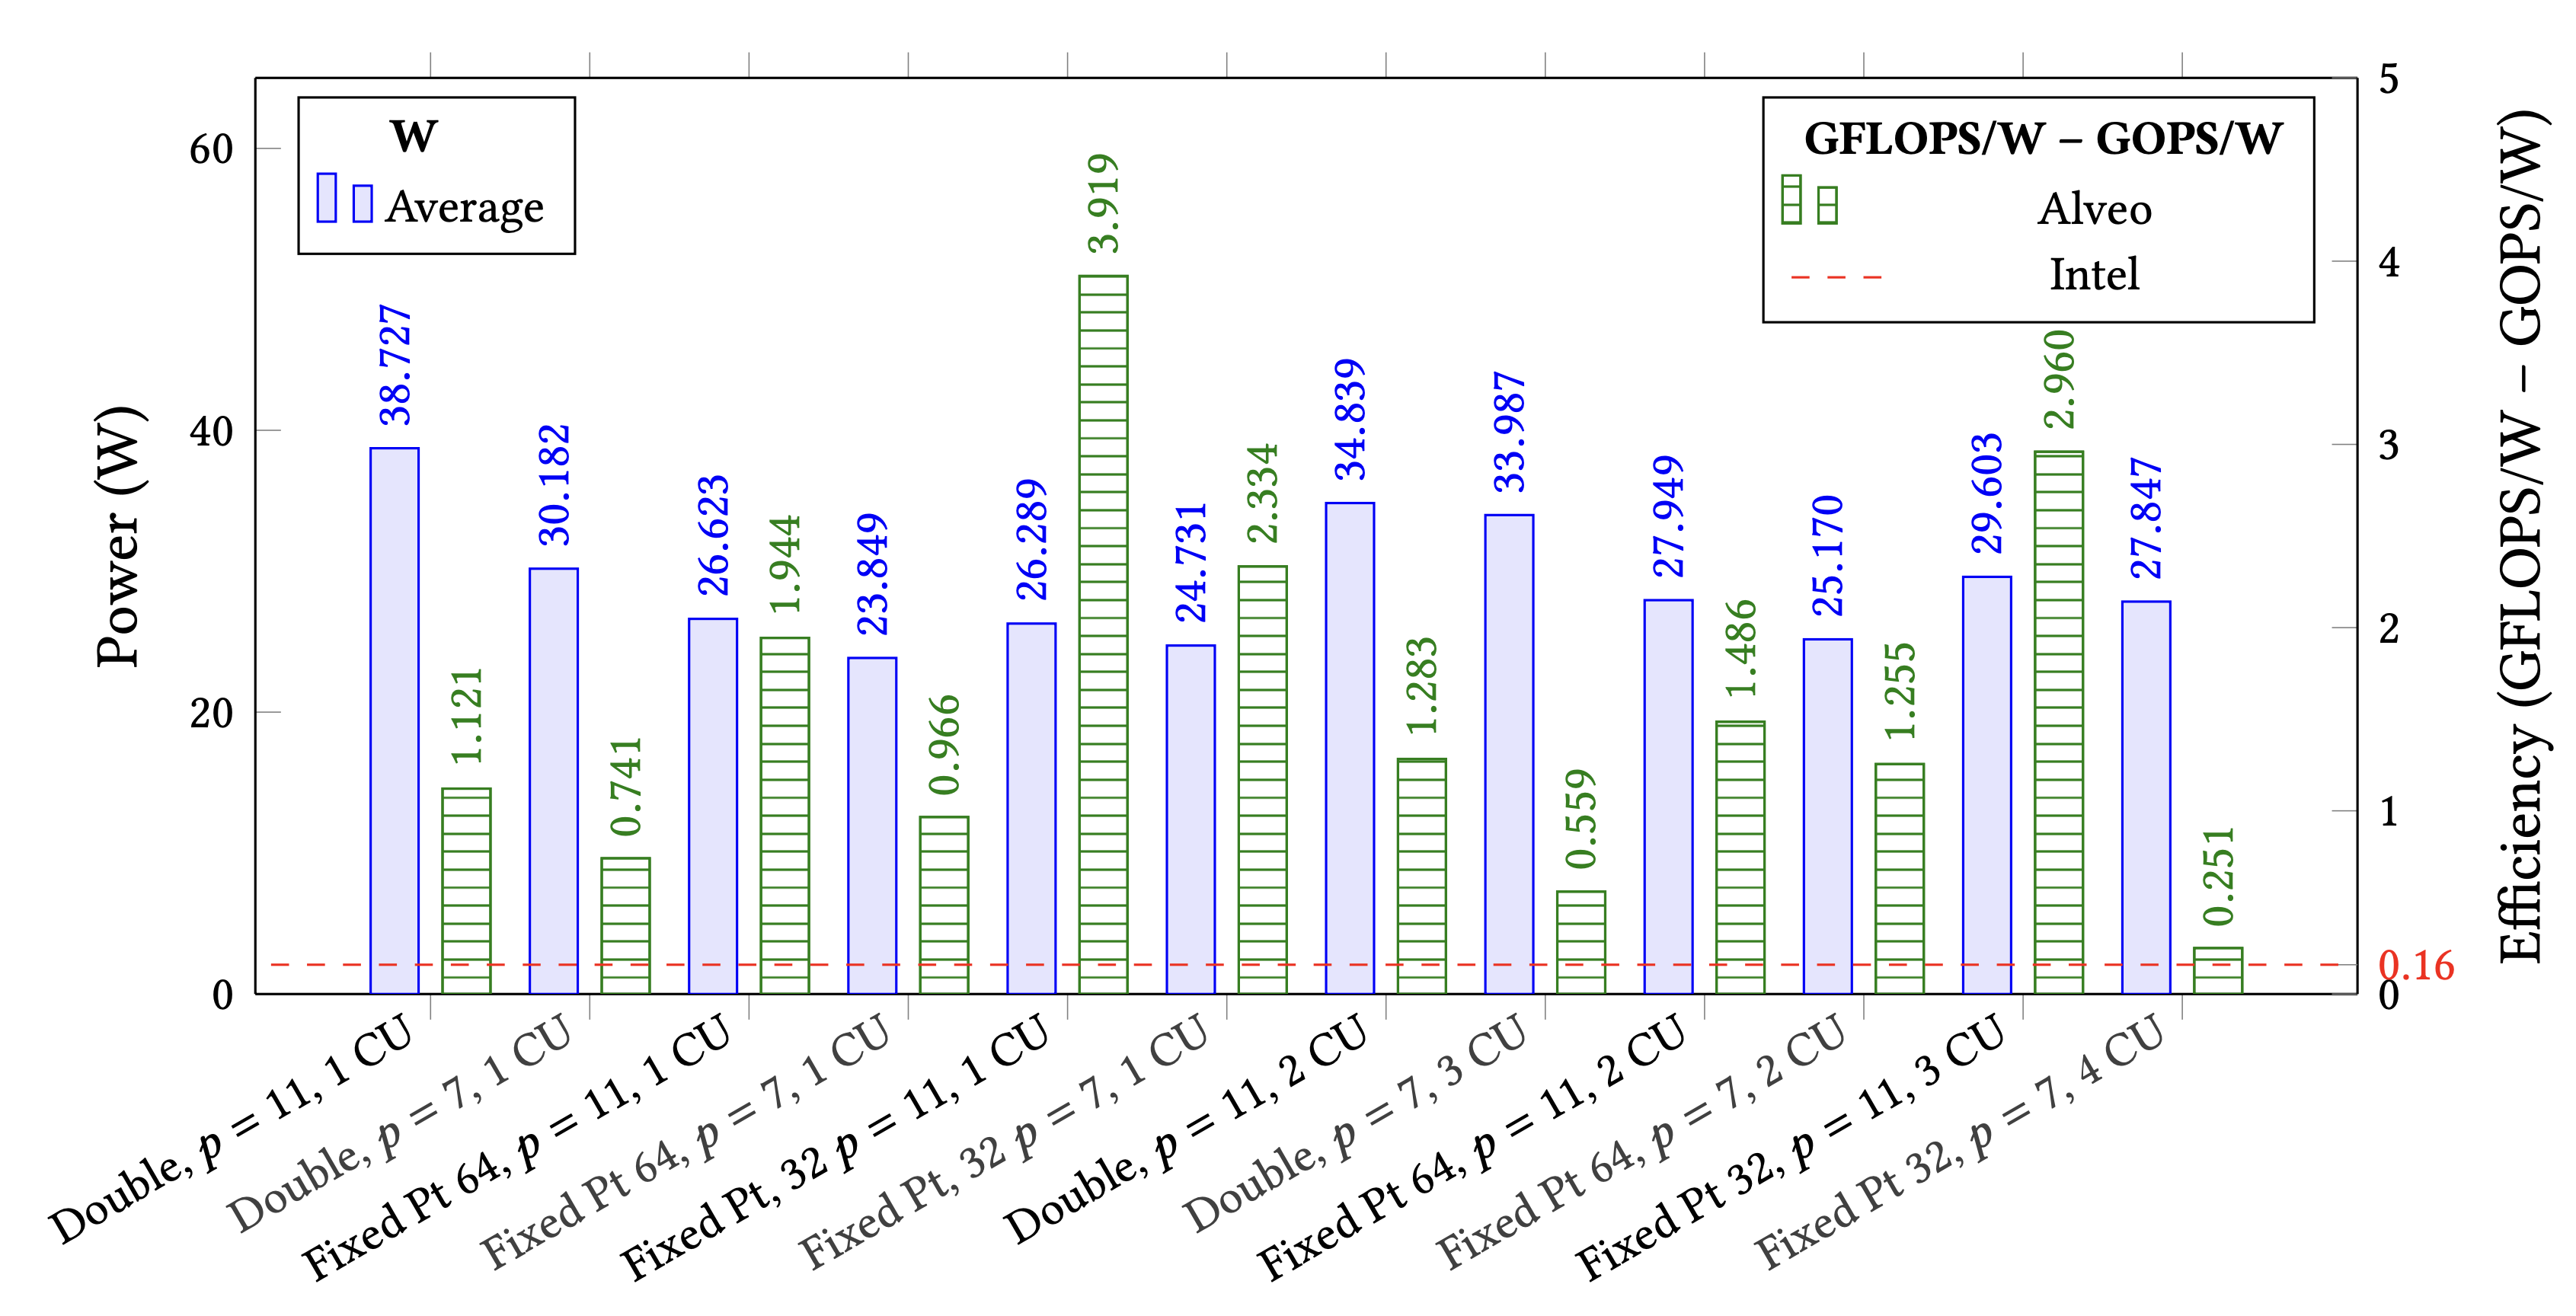 W
Average
GFLOPS/W – GOPS/W
Alveo
Intel
Power (W)
60
40
20
0
Efficiency (GFLOPS/W – GOPS/W)
5
4
3
2
1
0.16
0
38.727
1.121
30.182
0.741
26.623
1.944
23.849
0.966
26.289
3.919
24.731
2.334
34.839
1.283
33.987
0.559
27.949
1.486
25.170
1.255
29.603
2.960
27.847
0.251
Double, p = 11, 1 CU
Double, p = 7, 1 CU
Fixed Pt 64, p = 11, 1 CU
Fixed Pt 64, p = 7, 1 CU
Fixed Pt, 32 p = 11, 1 CU
Fixed Pt, 32 p = 7, 1 CU
Double, p = 11, 2 CU
Double, p = 7, 3 CU
Fixed Pt 64, p = 11, 2 CU
Fixed Pt 64, p = 7, 2 CU
Fixed Pt 32, p = 11, 3 CU
Fixed Pt 32, p = 7, 4 CU